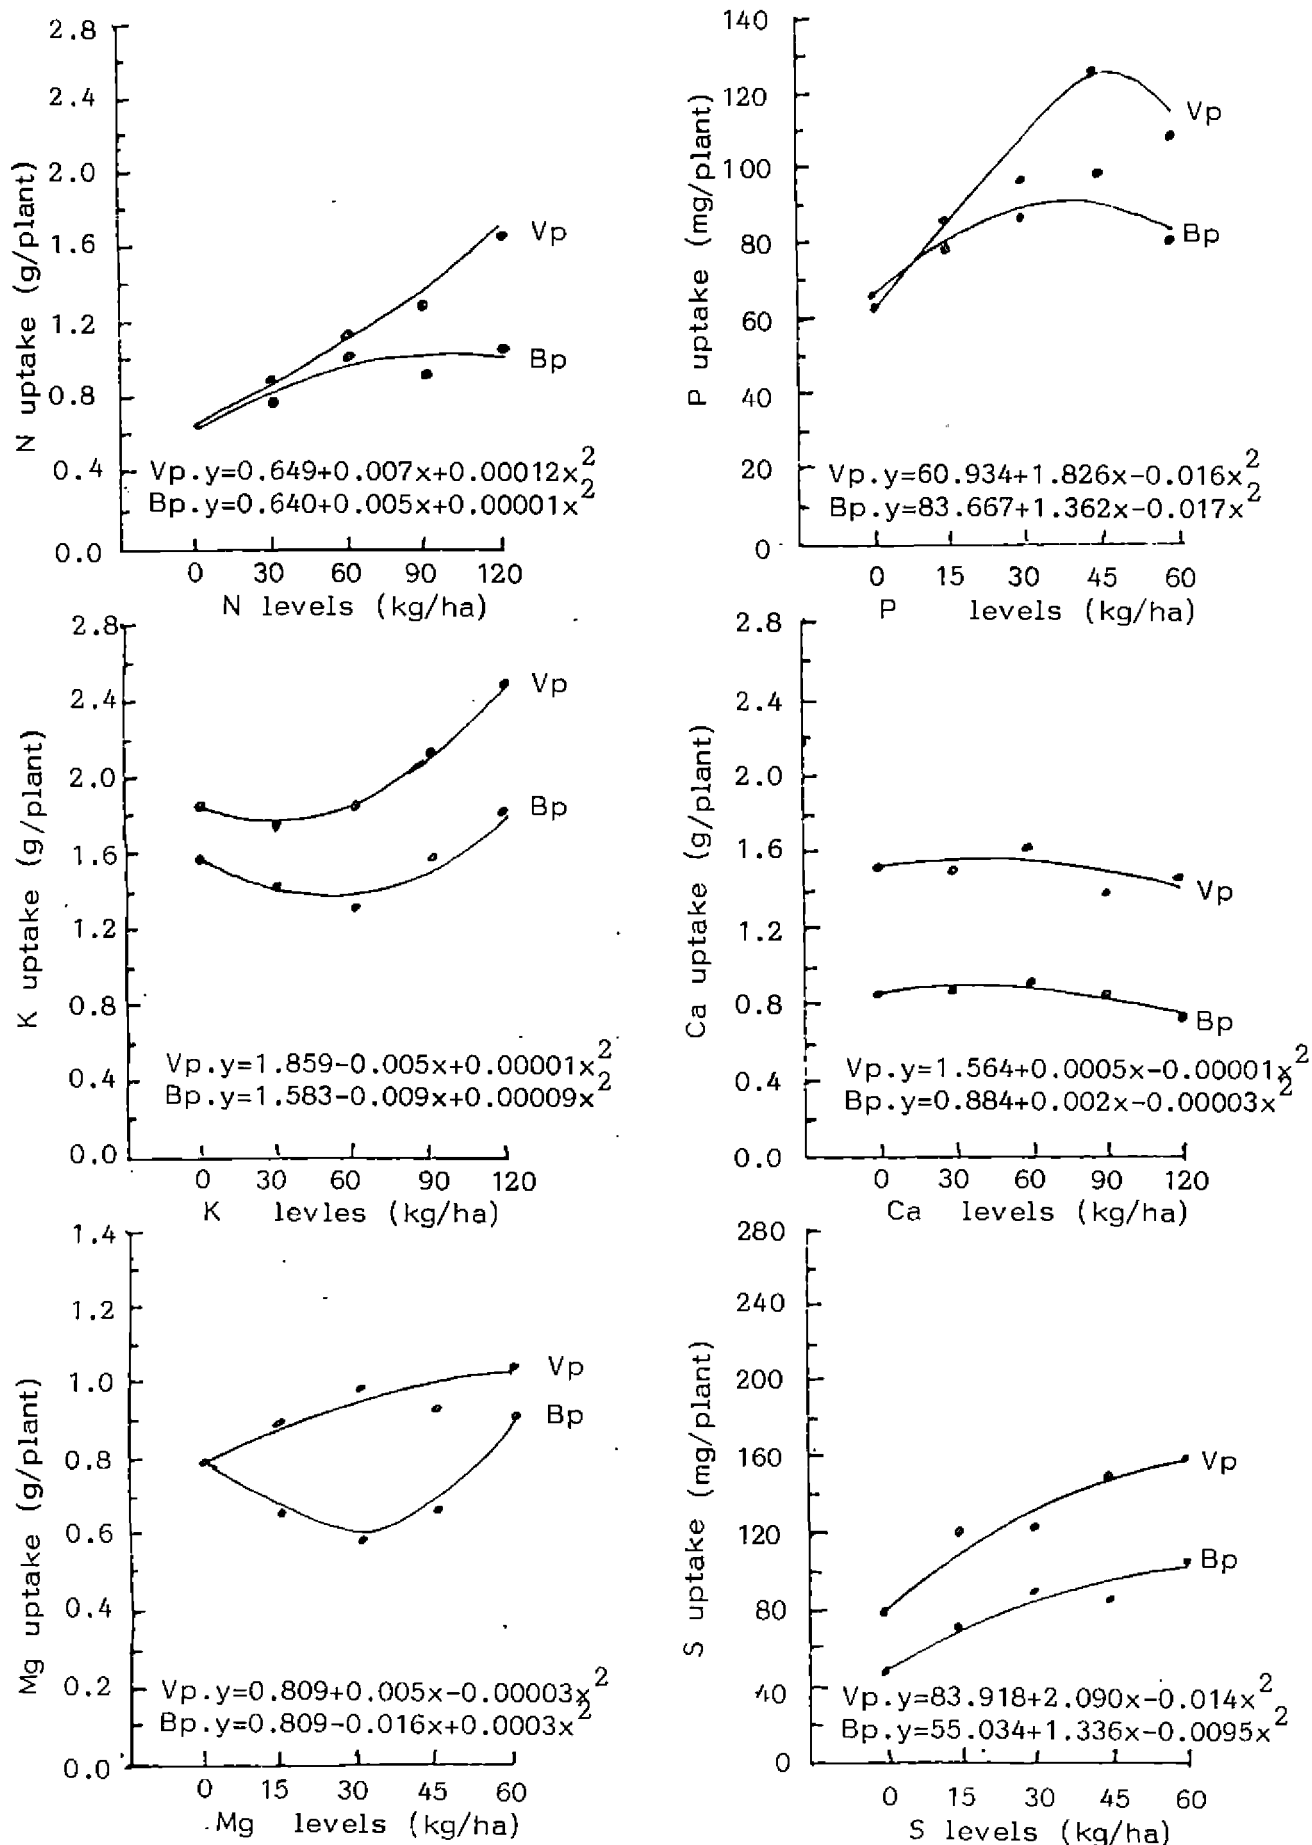 N uptake (g/plant)
2.8
2.4
2.0
1.6
1.2
0.8
0.4
0.0
Vp
Bp
Vp.y=0.649+0.007x+0.00012x²
Bp.y=0.640+0.005x+0.00001x²
0 30 60 90 120
N levels (kg/ha)
P uptake (mg/plant)
140
120
100
80
60
40
20
0
Vp
Bp
Vp.y=60.934+1.826x-0.016x²
Bp.y=83.667+1.362x-0.017x²
0 15 30 45 60
P levels (kg/ha)
K uptake (g/plant)
2.8
2.4
2.0
1.6
1.2
0.8
0.4
0.0
Vp
Bp
Vp.y=1.859-0.005x+0.00001x²
Bp.y=1.583-0.009x+0.00009x²
0 30 60 90 120
K levles (kg/ha)
Ca uptake (g/plant)
2.8
2.4
2.0
1.6
1.2
0.8
0.4
0.0
Vp
Bp
Vp.y=1.564+0.0005x-0.00001x²
Bp.y=0.884+0.002x-0.00003x²
0 30 60 90 120
Ca levels (kg/ha)
Mg uptake (g/plant)
1.4
1.2
1.0
0.8
0.6
0.4
0.2
0.0
Vp
Bp
Vp.y=0.809+0.005x-0.00003x²
Bp.y=0.809-0.016x+0.0003x²
0 15 30 45 60
Mg levels (kg/ha)
S uptake (mg/plant)
280
240
200
160
120
80
40
0
Vp
Bp
Vp.y=83.918+2.090x-0.014x²
Bp.y=55.034+1.336x-0.0095x²
0 15 30 45 60
S levels (kg/ha)